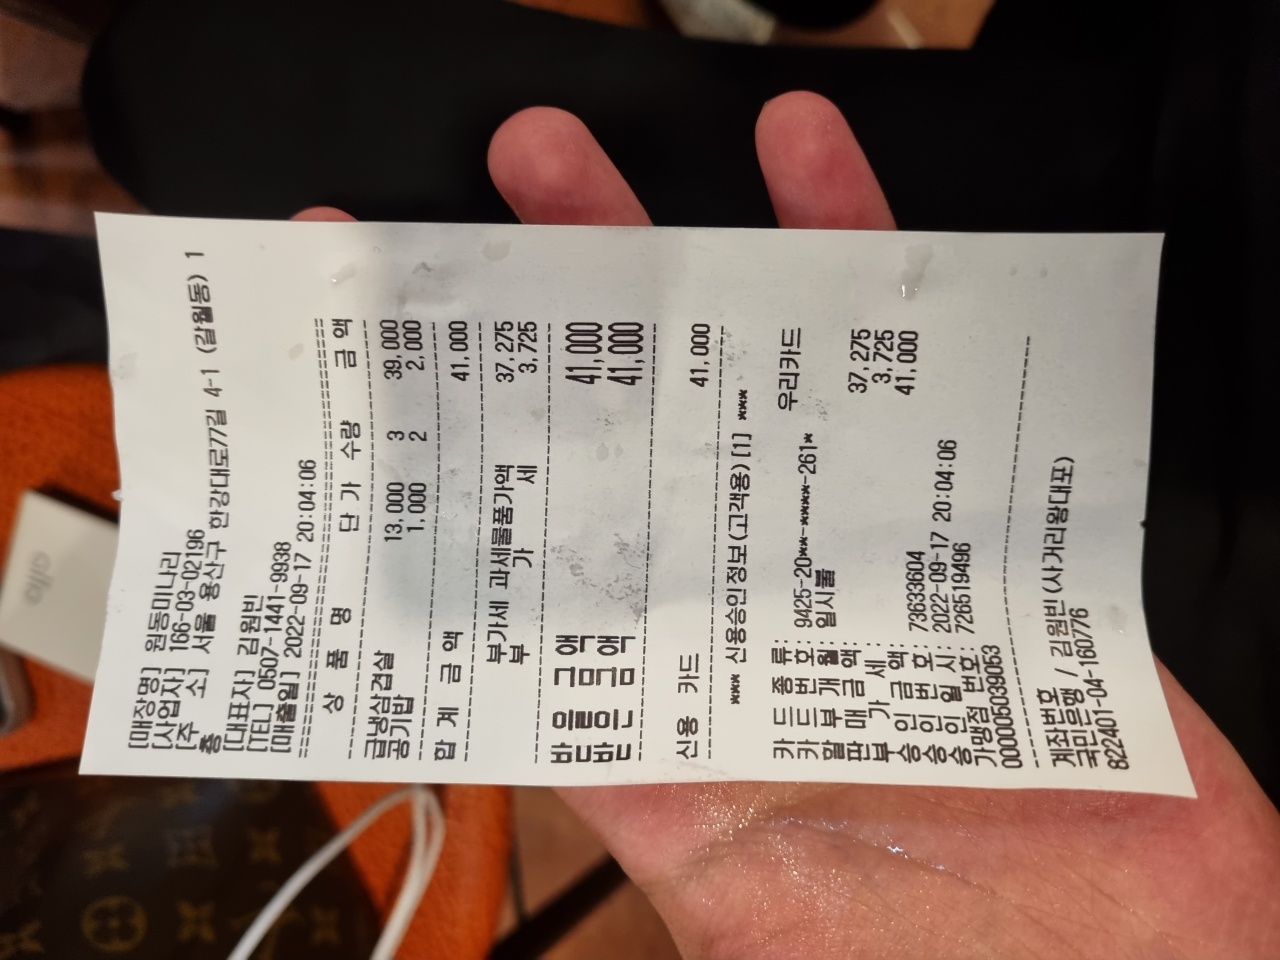 [매장명] 원동미나리
[사업자] 166-03-02196
[주 소] 서울 용산구 한강대로77길 4-1 (갈월동) 1
층
[대표자] 김원빈
[TEL] 0507-1441-9938
[매출일] 2022-09-17 20:04:06
상 품 명 단 가 수량 금 액
급냉삼겹살 13,000 3 39,000
공기밥 1,000 2 2,000
합 계 금 액 41,000
부가세 과세물품가액 37,275
부 가 세 3,725
받을금액 41,000
받은금액 41,000
신용 카드 41,000
*** 신용승인정보(고객용) [1] ***
카 드 종 류: 우리카드
카 드 번 호: 9425-20**-****-261*
할 부 개 월: 일시불
판 매 금 액: 37,275
부 가 세 : 3,725
승 인 금 액: 41,000
승 인 번 호: 73633604
승 인 일 시: 2022-09-17 20:04:06
가맹점 번호: 726519496
00006S039053
계좌번호
국민은행 / 김원빈(사거리왕대포)
822401-04-160776